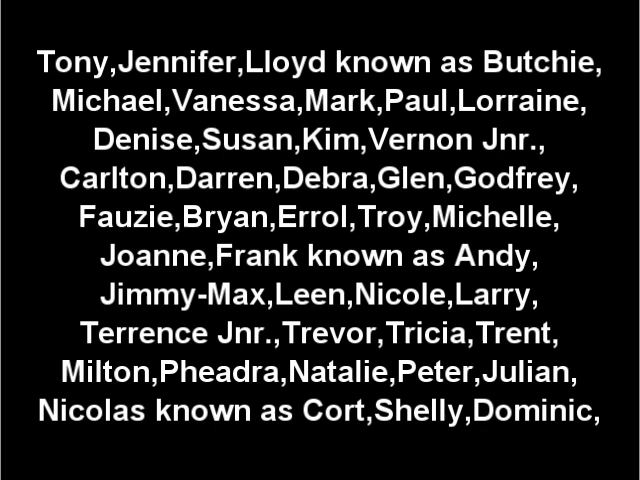 Tony,Jennifer,Lloyd known as Butchie,
Michael,Vanessa,Mark,Paul,Lorraine,
Denise,Susan,Kim,Vernon Jnr.,
Carlton,Darren,Debra,Glen,Godfrey,
Fauzie,Bryan,Errol,Troy,Michelle,
Joanne,Frank known as Andy,
Jimmy-Max,Leen,Nicole,Larry,
Terrence Jnr.,Trevor,Tricia,Trent,
Milton,Pheadra,Natalie,Peter,Julian,
Nicolas known as Cort,Shelly,Dominic,